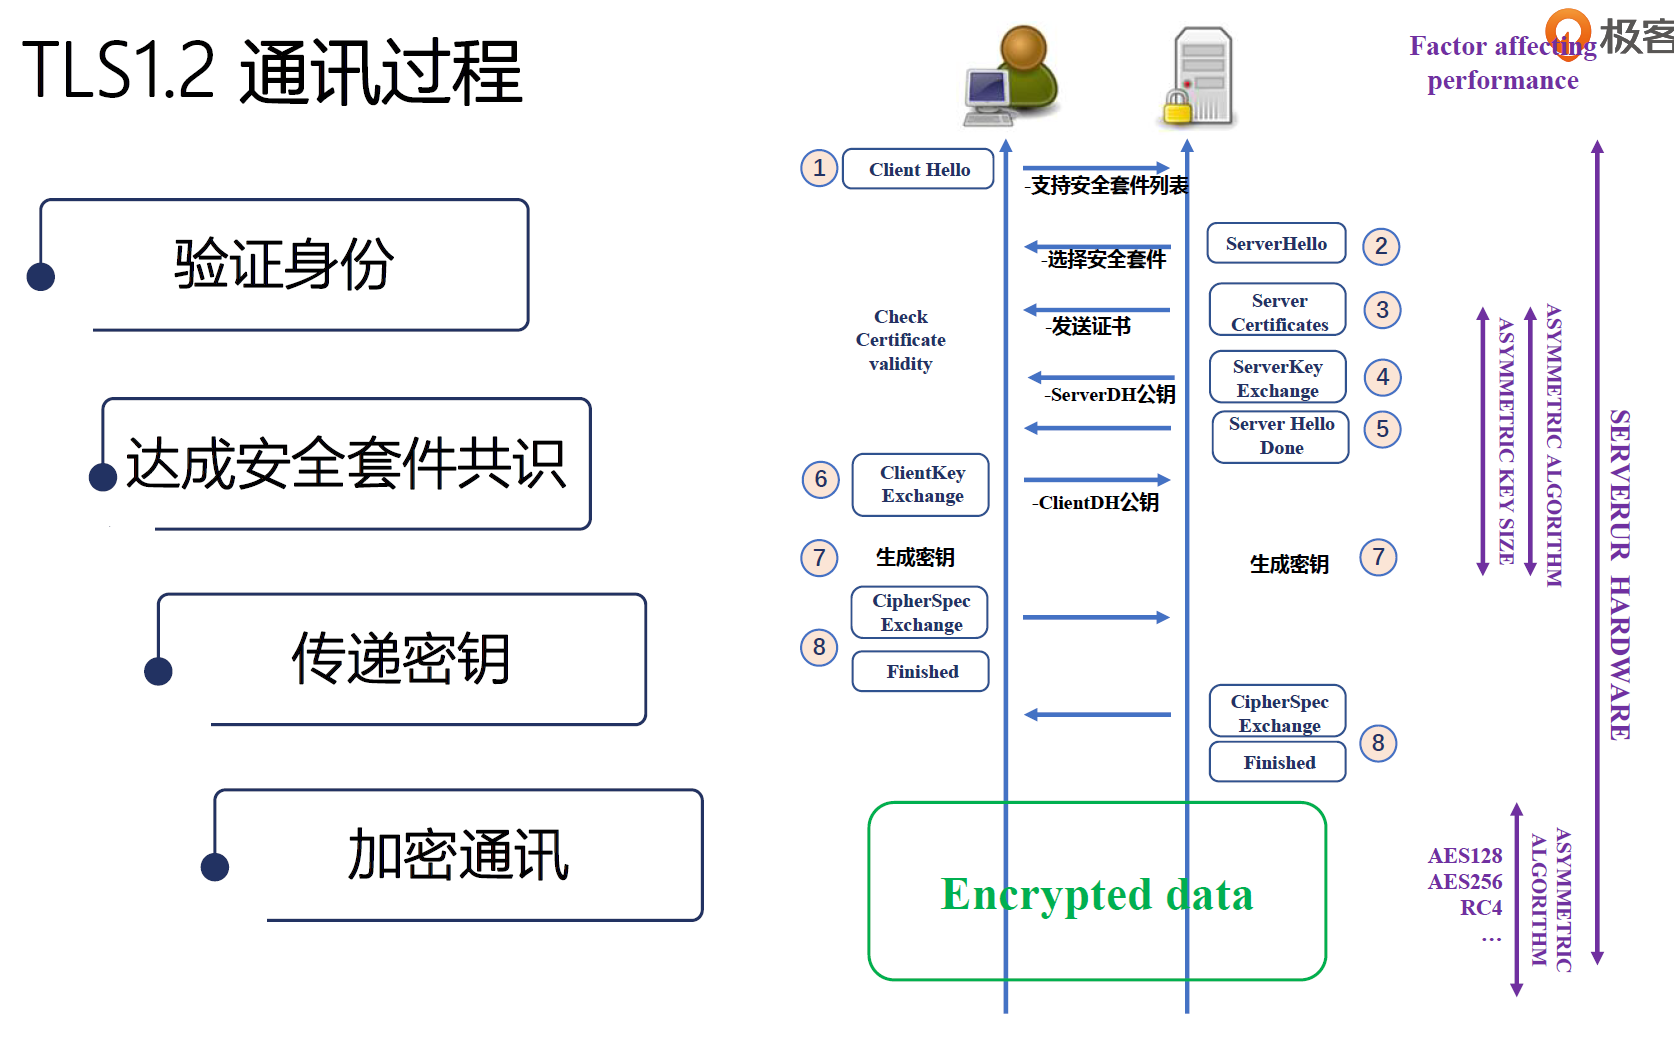 TLS1.2 通讯过程
验证身份
达成安全套件共识
传递密钥
加密通讯
极客
Factor affecting
performance
1
Client Hello
-支持安全套件列表
ServerHello
2
-选择安全套件
Server
Certificates
3
-发送证书
Check
Certificate
validity
ServerKey
Exchange
4
-ServerDH公钥
Server Hello
Done
5
6
ClientKey
Exchange
-ClientDH公钥
7
生成密钥
生成密钥
7
CipherSpec
Exchange
8
Finished
CipherSpec
Exchange
8
Finished
Encrypted data
ASYMMETRIC KEY SIZE
ASYMMETRIC ALGORITHM
SERVERUR HARDWARE
AES128
AES256
RC4
...
ASYMMETRIC
ALGORITHM